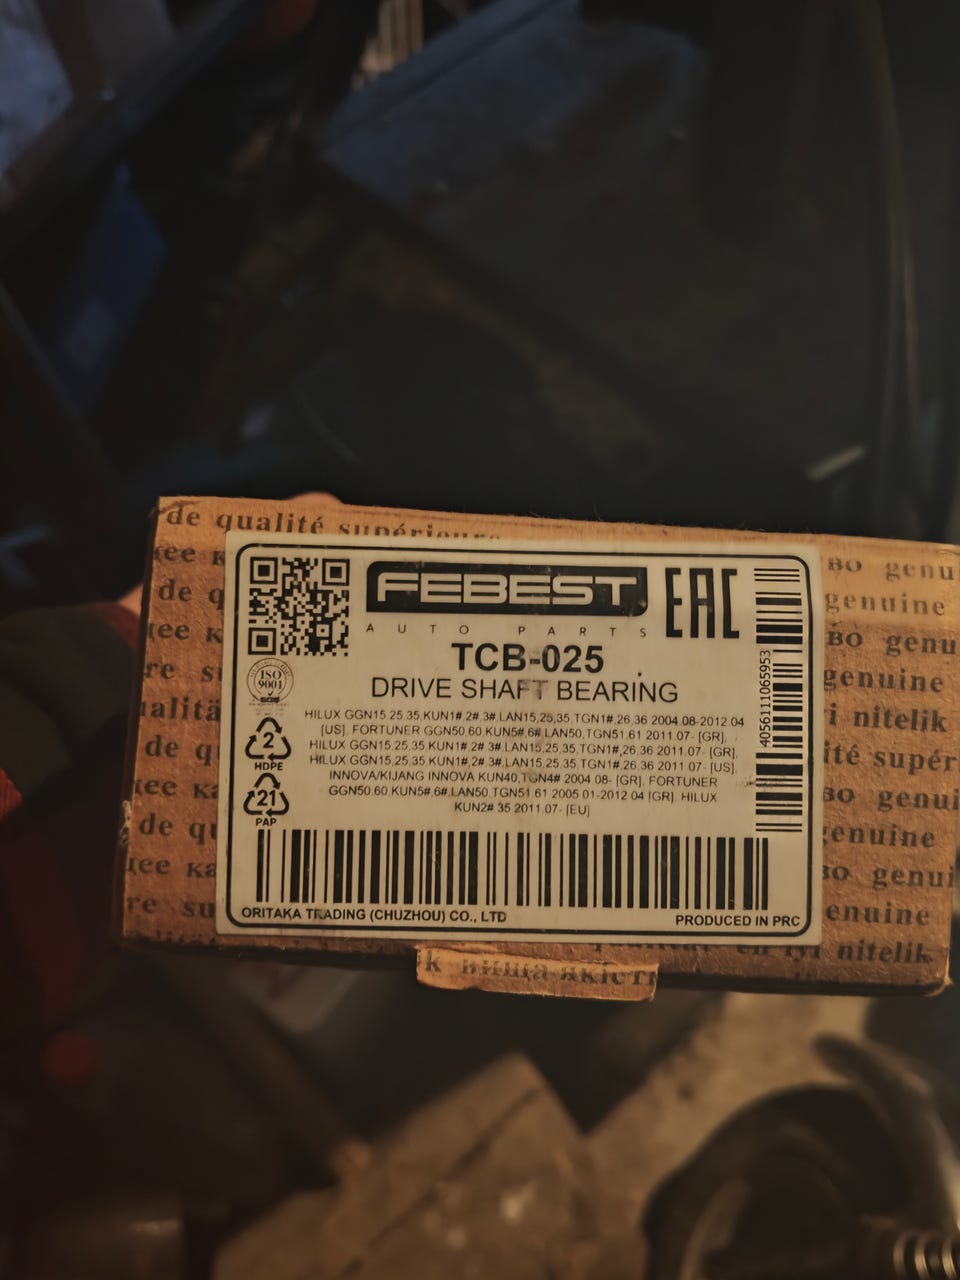 de qualité supérieure
FEBEST
EAC
AUTO PARTS
TCB-025
DRIVE SHAFT BEARING
HILUX GGN15,25,35,KUN1#,2#,3#,LAN15,25,35,TGN1#,26,36 2004.08-2012.04
[US], FORTUNER GGN50,60,KUN5#,6#,LAN50,TGN51,61 2011.07- [GR],
HILUX GGN15,25,35,KUN1#,2#,3#,LAN15,25,35,TGN1#,26,36 2011.07- [GR],
HILUX GGN15,25,35,KUN1#,2#,3#,LAN15,25,35,TGN1#,26,36 2011.07- [US],
INNOVA/KIJANG INNOVA KUN40,TGN4# 2004.08- [GR], FORTUNER
GGN50,60,KUN5#,6#,LAN50,TGN51,61 2005.01-2012.04 [GR], HILUX
KUN2#,35 2011.07- [EU]
ISO
9001
2
HDPE
21
PAP
4056111065953
ORITAKA TRADING (CHUZHOU) CO., LTD
PRODUCED IN PRC
genuine
genuine
nitelik
genuine
enuine
en iyi nitelik